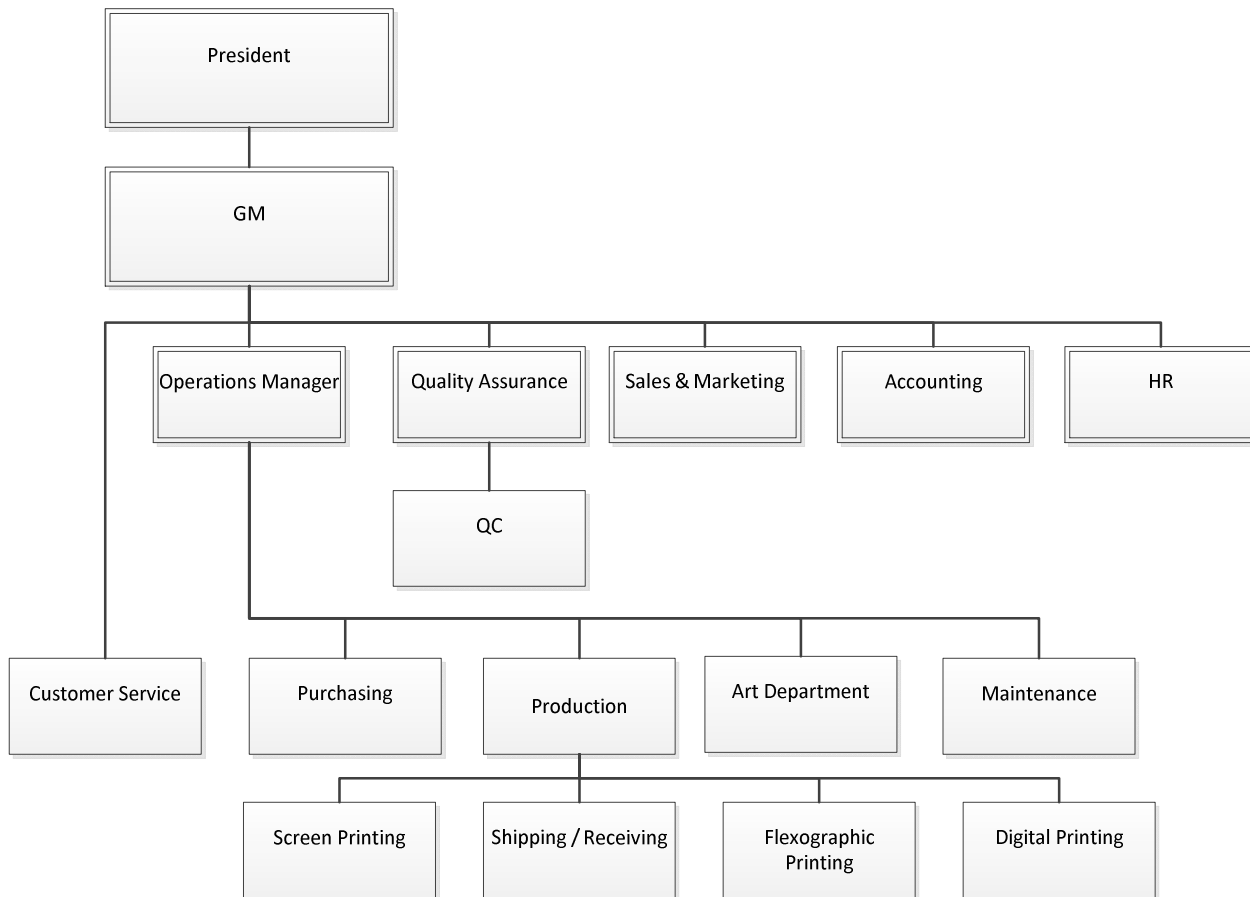 President
GM
Operations Manager
Quality Assurance
Sales & Marketing
Accounting
HR
QC
Customer Service
Purchasing
Production
Art Department
Maintenance
Screen Printing
Shipping / Receiving
Flexographic
Printing
Digital Printing